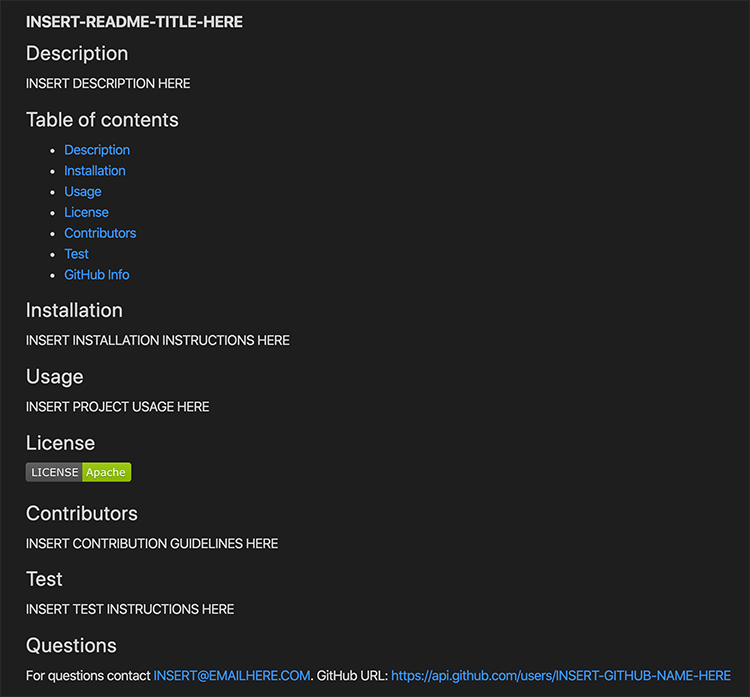 INSERT-README-TITLE-HERE
Description
INSERT DESCRIPTION HERE
Table of contents
Description
Installation
Usage
License
Contributors
Test
GitHub Info
Installation
INSERT INSTALLATION INSTRUCTIONS HERE
Usage
INSERT PROJECT USAGE HERE
License
LICENSE Apache
Contributors
INSERT CONTRIBUTION GUIDELINES HERE
Test
INSERT TEST INSTRUCTIONS HERE
Questions
For questions contact INSERT@EMAILHERE.COM. GitHub URL: https://api.github.com/users/INSERT-GITHUB-NAME-HERE